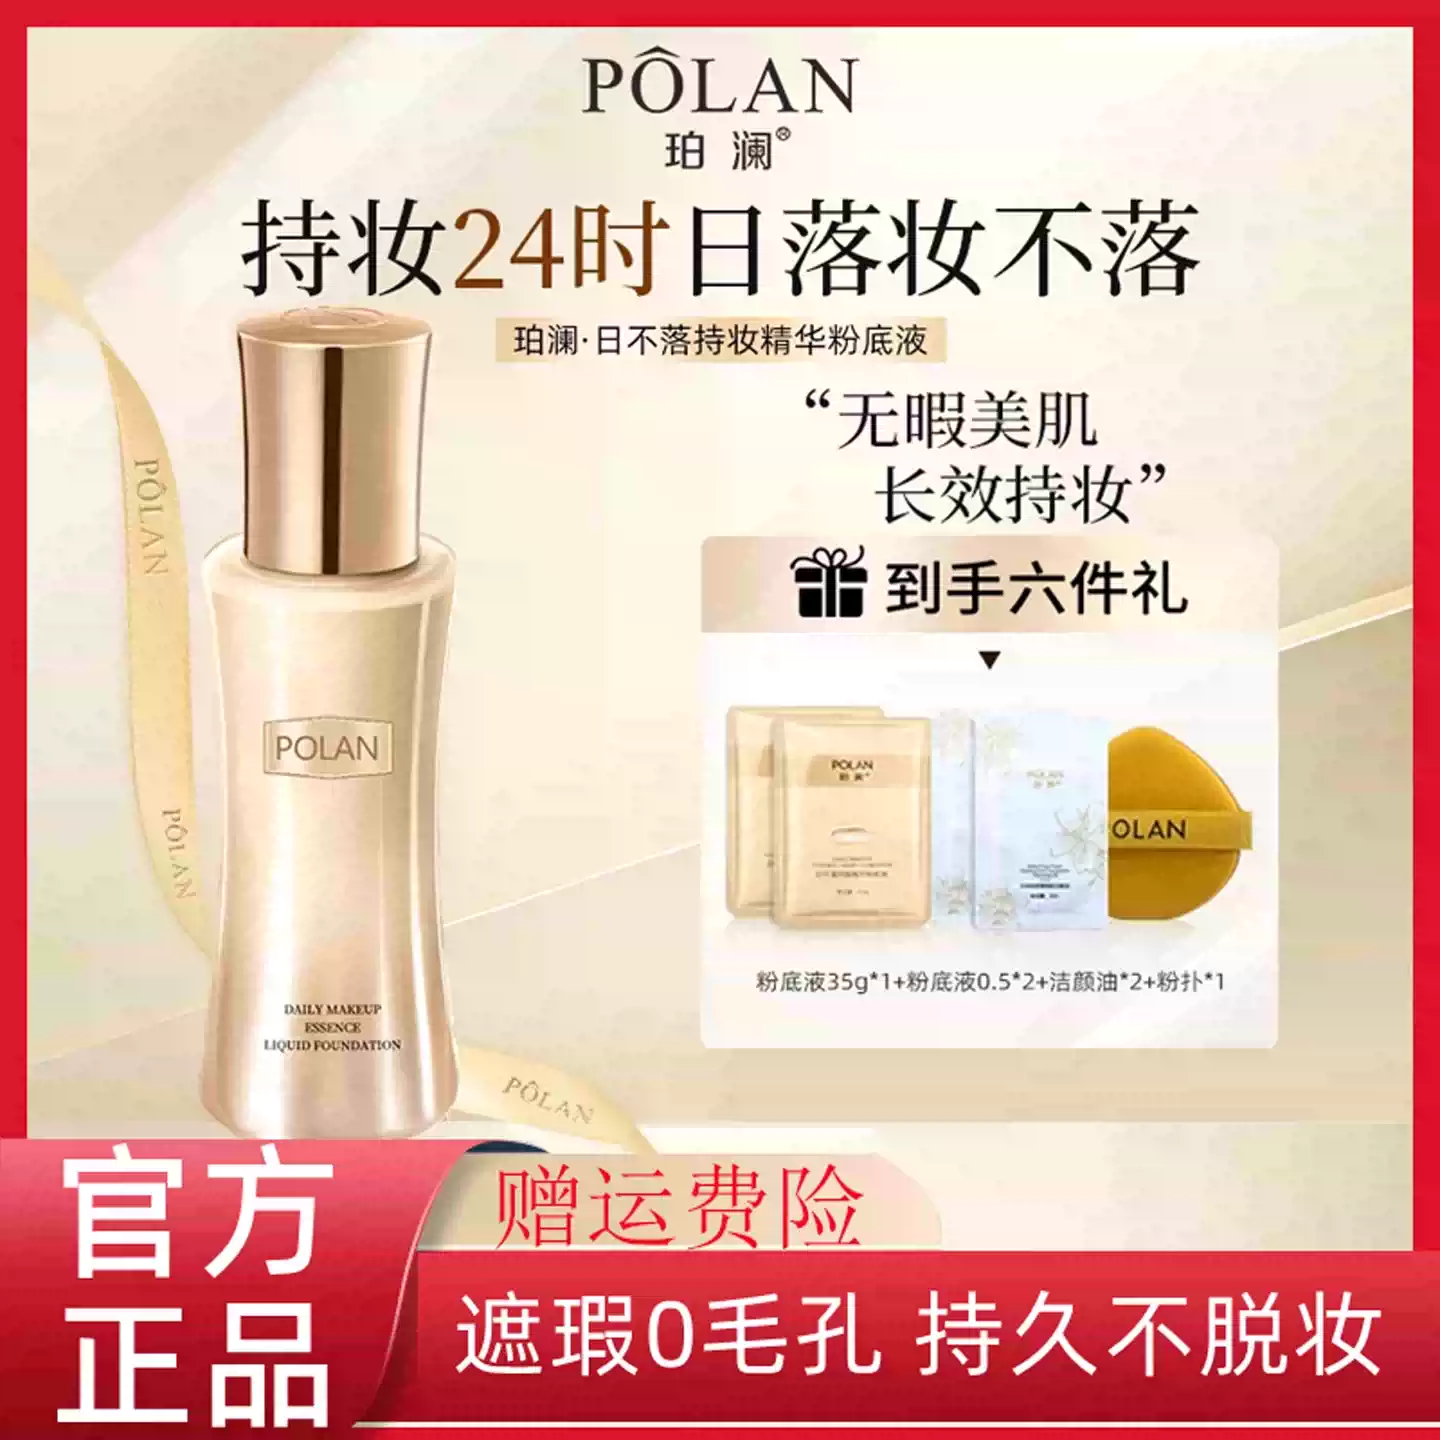 PÔLAN
珀澜®
持妆24时日落妆不落
珀澜·日不落持妆精华粉底液
“无暇美肌
长效持妆”
到手六件礼
PÔLAN
PÔLAN
PÔLAN
POLAN
DAILY MAKEUP
ESSENCE
LIQUID FOUNDATION
POLAN
POLAN
OLAN
粉底液35g*1+粉底液0.5*2+洁颜油*2+粉扑*1
官方
正品
赠运费险
遮瑕0毛孔 持久不脱妆